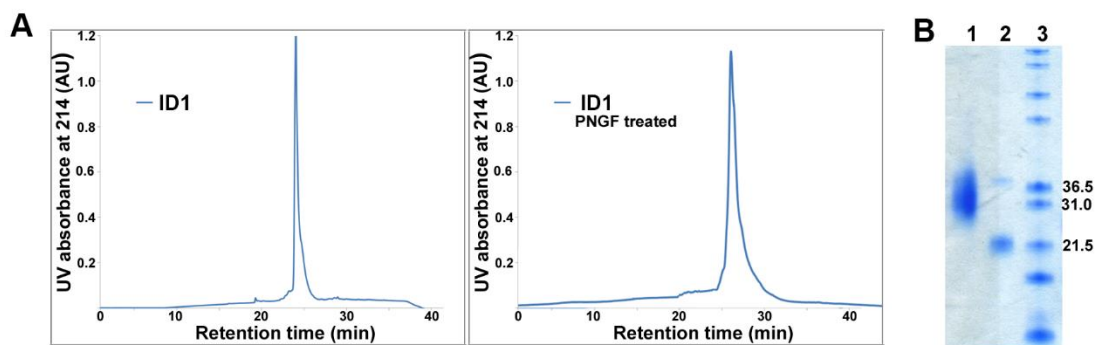 A
UV absorbance at 214 (AU)
1.2
1.0
0.8
0.6
0.4
0.2
ID1
0 10 20 30 40
Retention time (min)
UV absorbance at 214 (AU)
1.2
1.0
0.8
0.6
0.4
0.2
ID1
PNGF treated
0 10 20 30 40
Retention time (min)
B
1 2 3
36.5
31.0
21.5